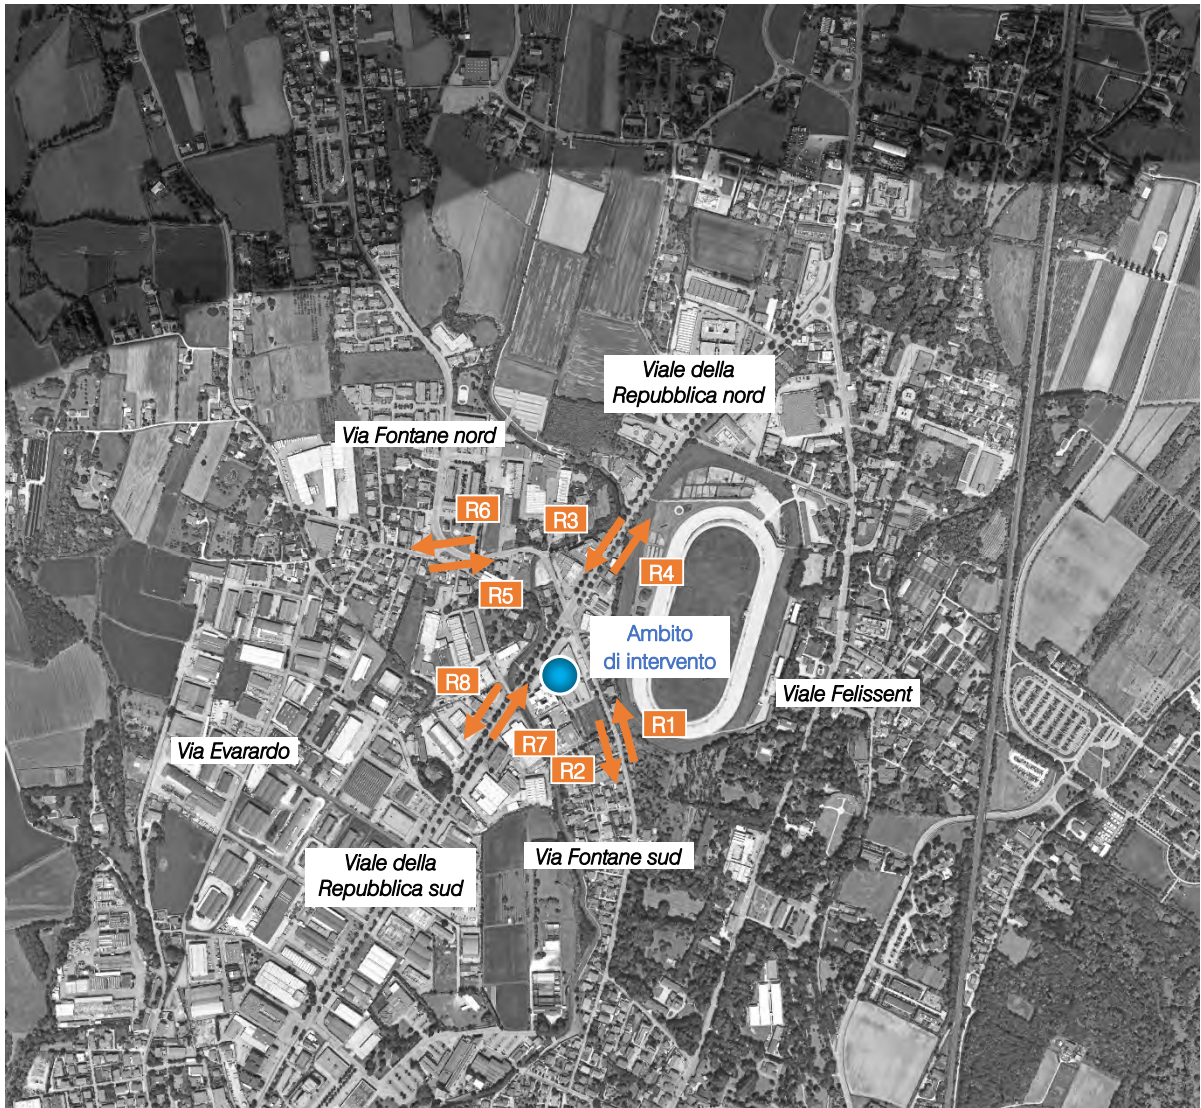 Viale della
Repubblica nord
Via Fontane nord
R6
R3
R4
R5
Ambito
di intervento
R8
Viale Felissent
R1
R7
Via Evarardo
R2
Via Fontane sud
Viale della
Repubblica sud